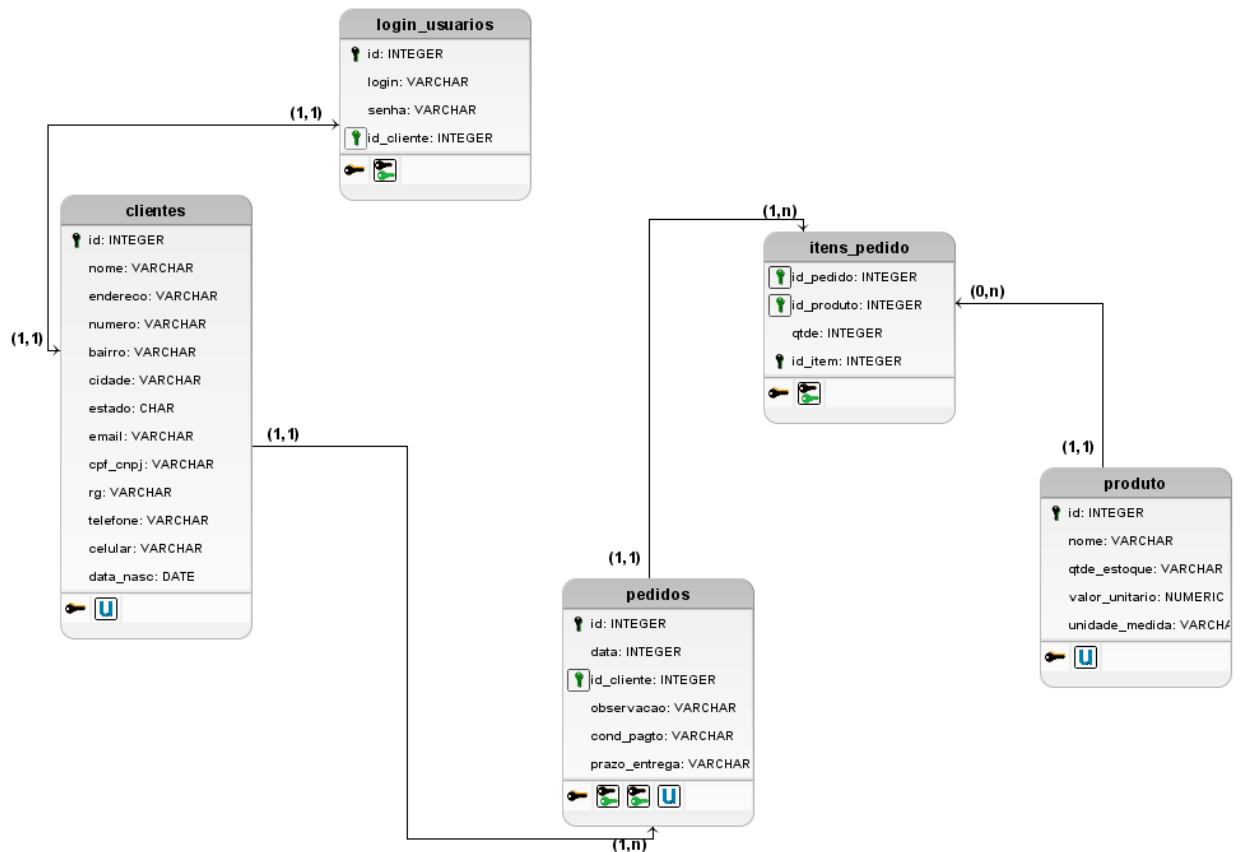 login_usuarios
id: INTEGER
login: VARCHAR
senha: VARCHAR
id_cliente: INTEGER
(1,1)
clientes
id: INTEGER
nome: VARCHAR
endereco: VARCHAR
numero: VARCHAR
bairro: VARCHAR
cidade: VARCHAR
estado: CHAR
email: VARCHAR
cpf_cnpj: VARCHAR
rg: VARCHAR
telefone: VARCHAR
celular: VARCHAR
data_nasc: DATE
U
(1,1)
(1,1)
(1,n)
itens_pedido
id_pedido: INTEGER
id_produto: INTEGER
qtde: INTEGER
id_item: INTEGER
(0,n)
(1,1)
produto
id: INTEGER
nome: VARCHAR
qtde_estoque: VARCHAR
valor_unitario: NUMERIC
unidade_medida: VARCHA
U
(1,1)
pedidos
id: INTEGER
data: INTEGER
id_cliente: INTEGER
observacao: VARCHAR
cond_pagto: VARCHAR
prazo_entrega: VARCHAR
U
(1,n)